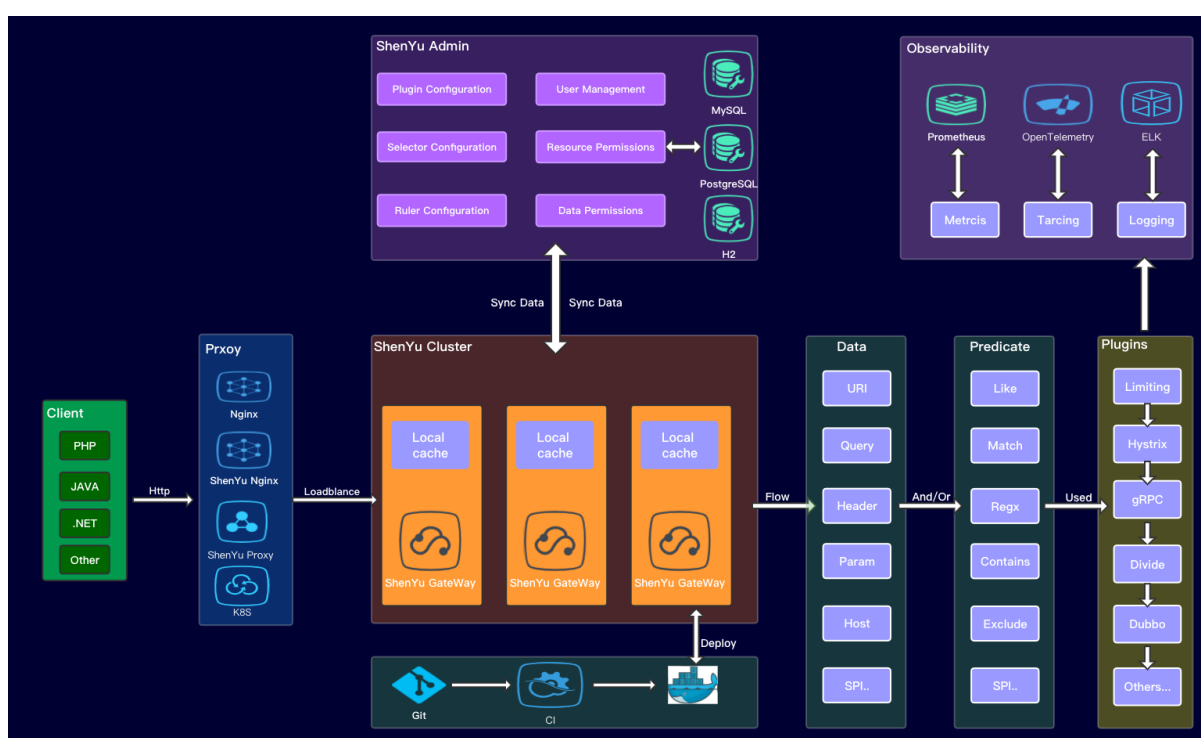 ShenYu Admin
Plugin Configuration
User Management
MySQL
Selector Configuration
Resource Permissions
PostgreSQL
Ruler Configuration
Data Permissions
H2
Observability
Prometheus
OpenTelemetry
ELK
Metrcis
Tarcing
Logging
Sync Data
Sync Data
Client
PHP
JAVA
.NET
Other
Http
Prxoy
Nginx
ShenYu Nginx
ShenYu Proxy
K8S
Loadblance
ShenYu Cluster
Local
cache
ShenYu GateWay
Local
cache
ShenYu GateWay
Local
cache
ShenYu GateWay
Deploy
Git
CI
Flow
Data
URI
Query
Header
Param
Host
SPI..
And/Or
Predicate
Like
Match
Regx
Contains
Exclude
SPI..
Used
Plugins
Limiting
Hystrix
gRPC
Divide
Dubbo
Others...